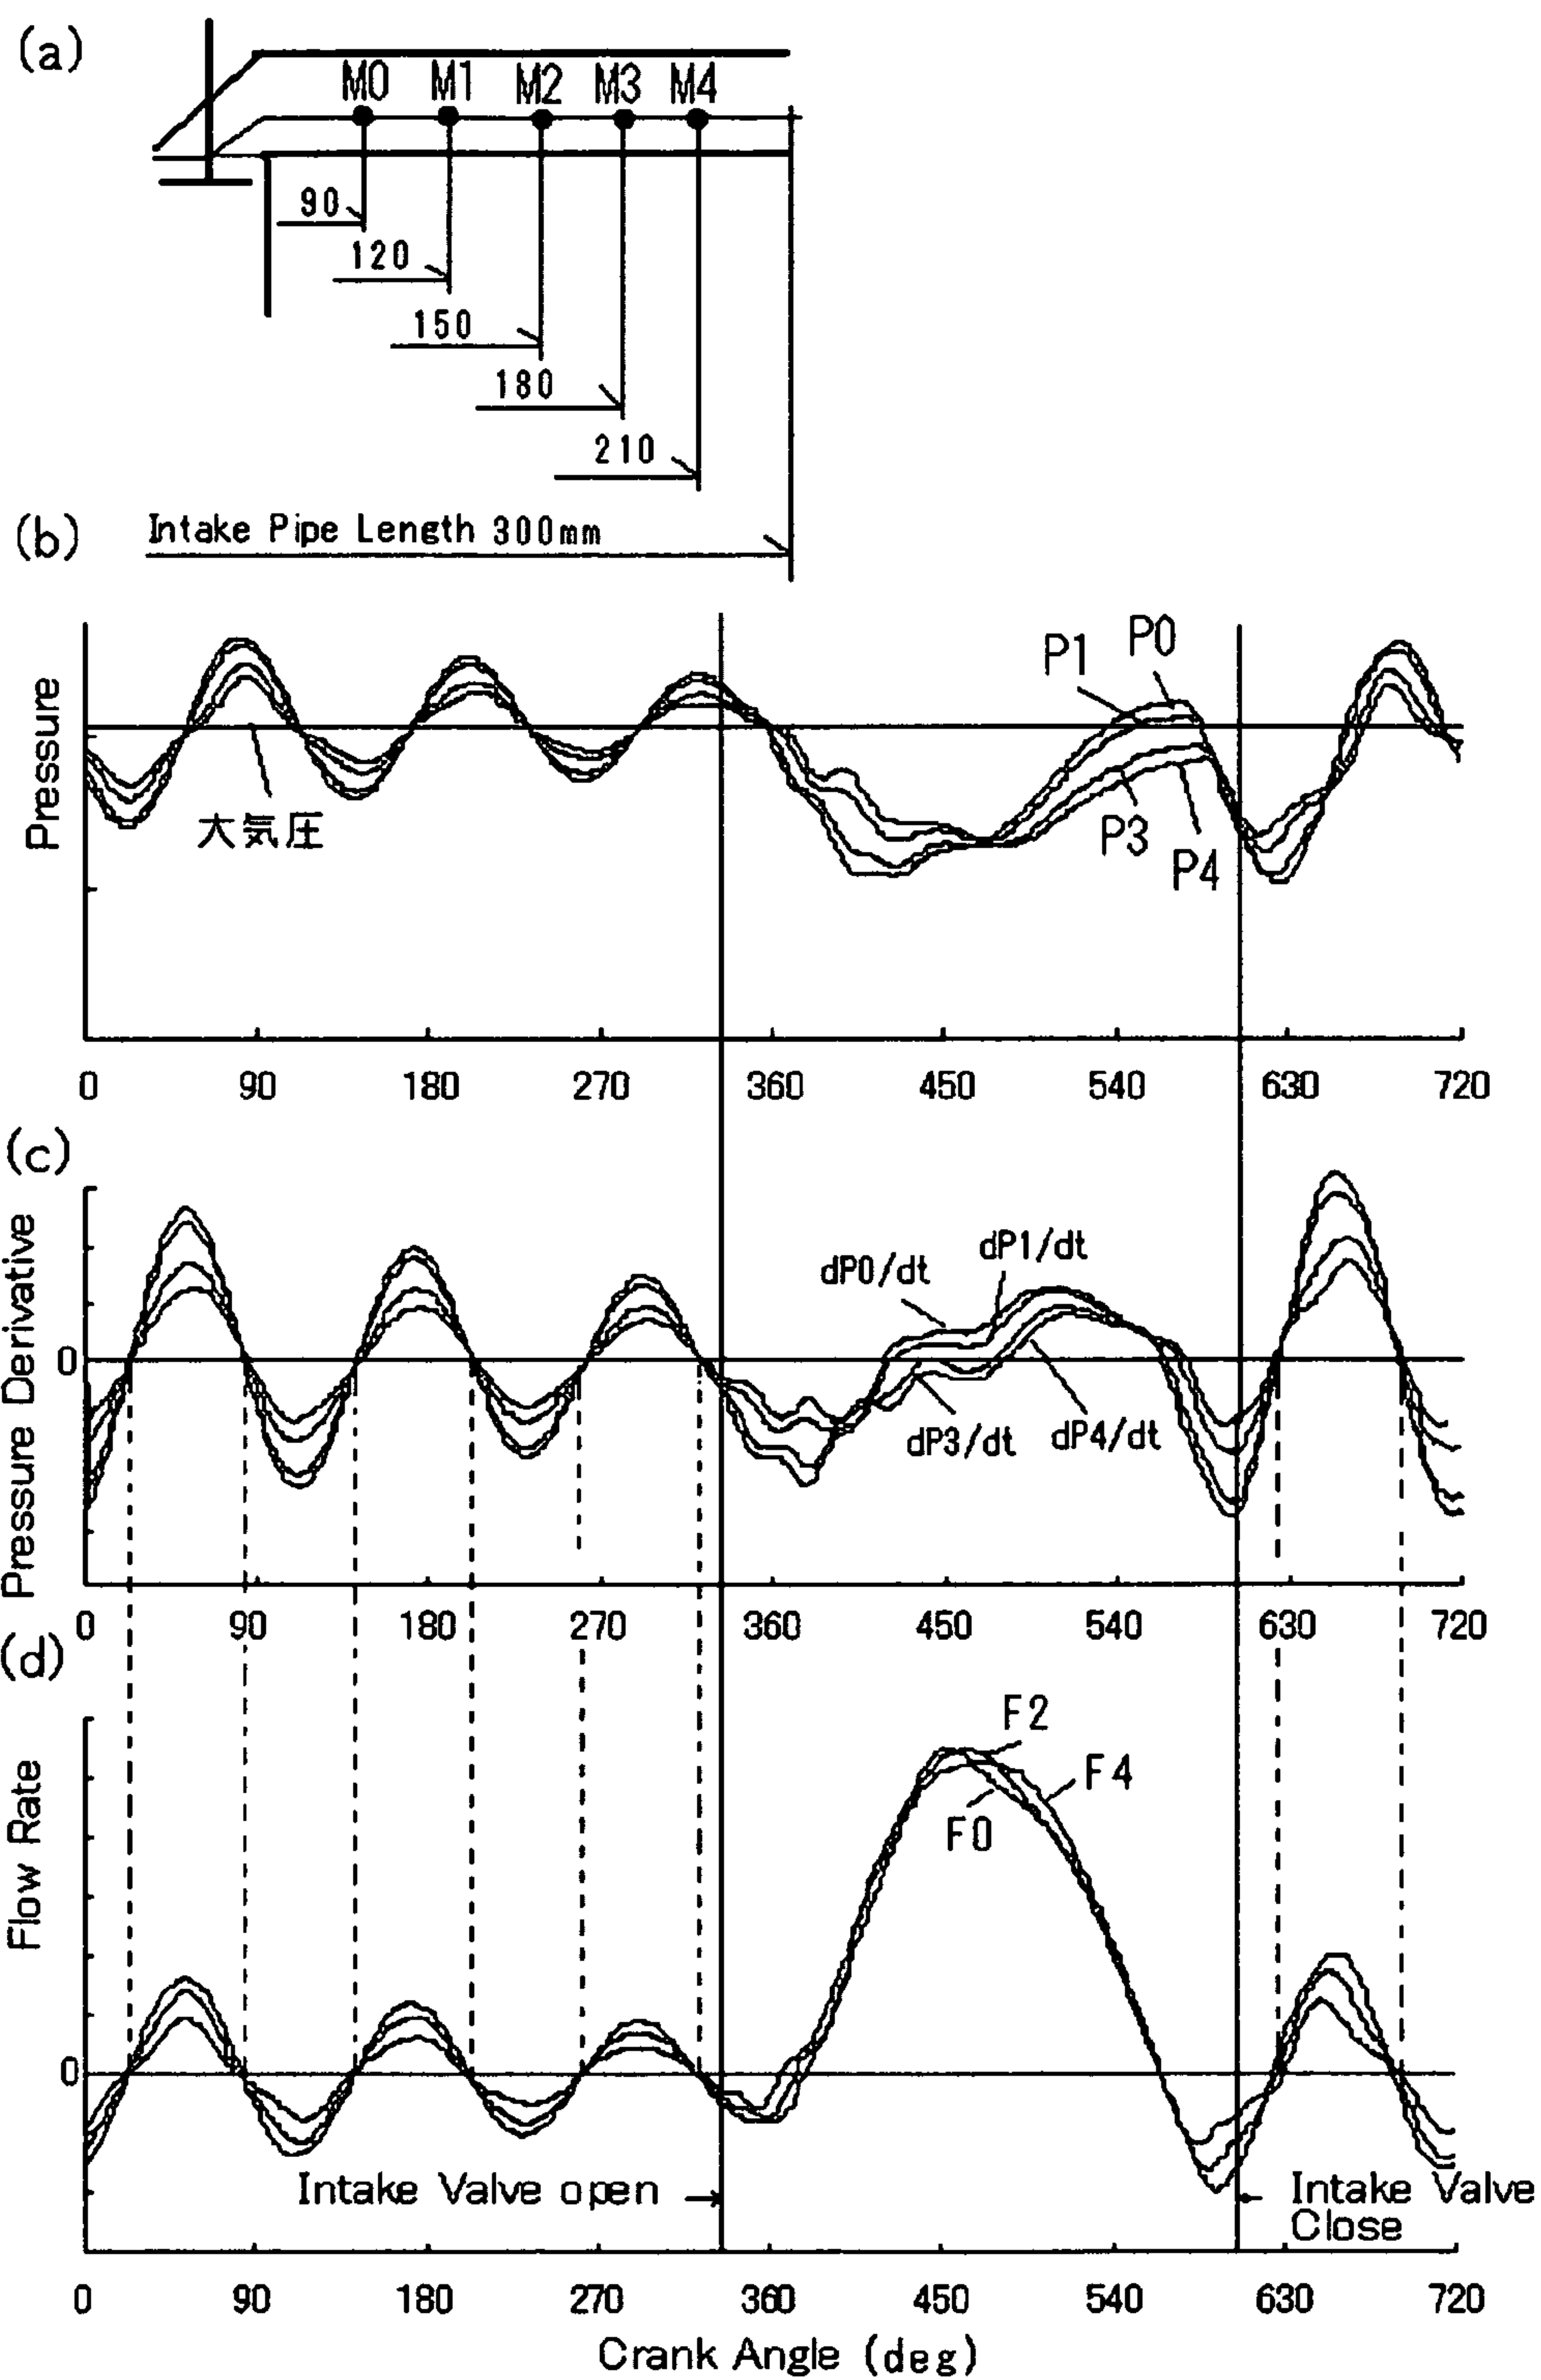 (a)
M0 M1 M2 M3 M4
90
120
150
180
210
(b)
Intake Pipe Length 300mm
Pressure
P1 P0
大気圧
P3
P4
0 90 180 270 360 450 540 630 720
(c)
Pressure Derivative
0
dP0/dt
dP1/dt
dP3/dt
dP4/dt
0 90 180 270 360 450 540 630 720
(d)
Flow Rate
0
F2
F4
F0
Intake Valve open
Intake Valve
Close
0 90 180 270 360 450 540 630 720
Crank Angle (deg)